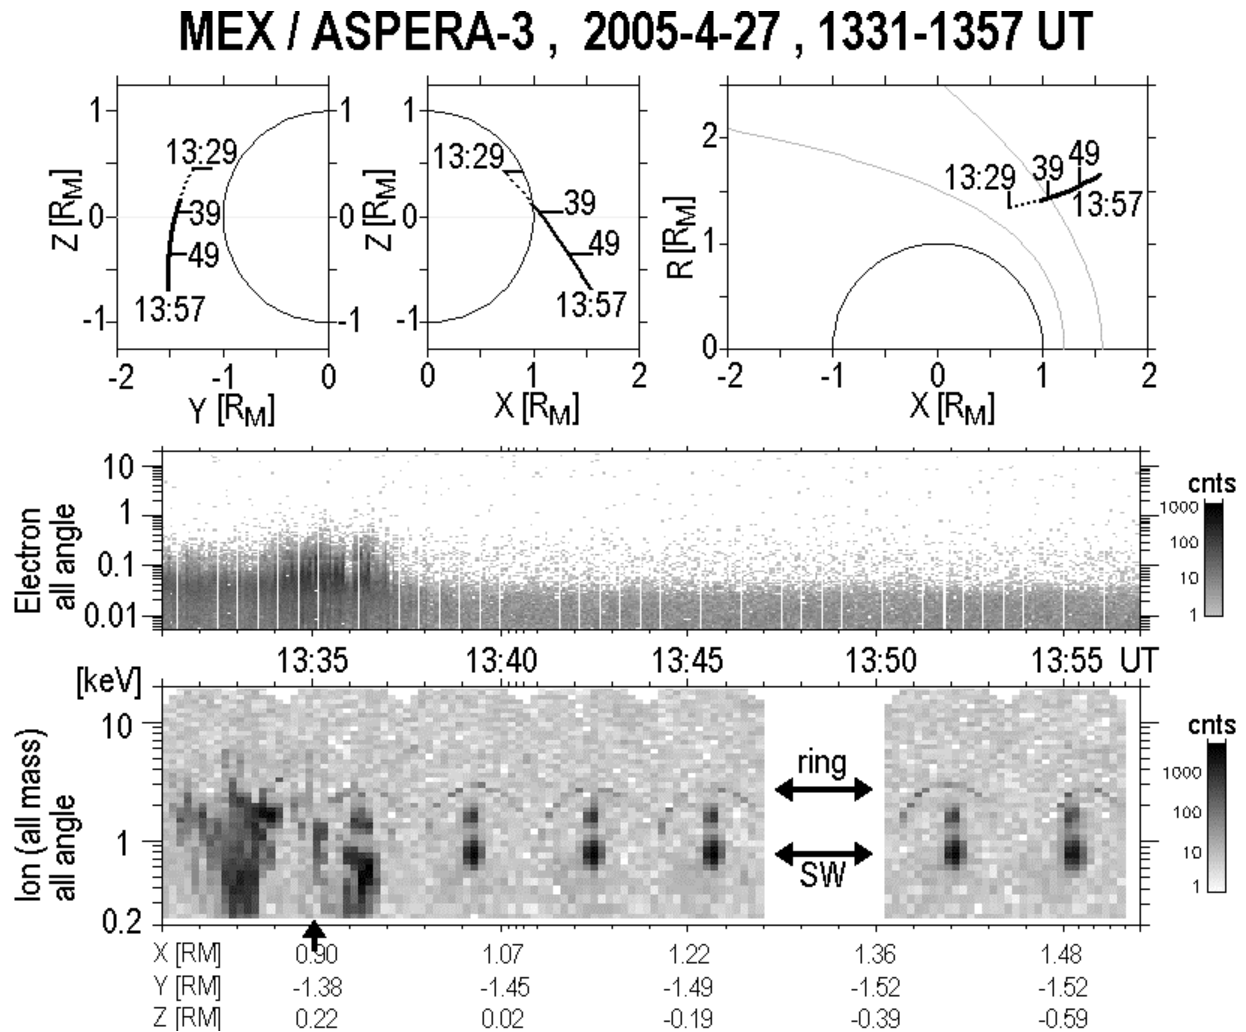 MEX / ASPERA-3 , 2005-4-27 , 1331-1357 UT
1
0
-1
Z [RM]
13:29
39
49
13:57
1
0
-1
-2
-1
0
Y [RM]
1
0
-1
Z [RM]
13:29
39
49
13:57
0
1
2
X [RM]
2
1
0
R [RM]
13:29
39
49
13:57
-2
-1
0
1
2
X [RM]
Electron
all angle
10
1
0.1
0.01
cnts
1000
100
10
1
[keV]
13:35
13:40
13:45
13:50
13:55
UT
Ion (all mass)
all angle
10
1
0.2
ring
SW
cnts
1000
100
10
1
X [RM] 0.90 1.07 1.22 1.36 1.48
Y [RM] -1.38 -1.45 -1.49 -1.52 -1.52
Z [RM] 0.22 0.02 -0.19 -0.39 -0.59